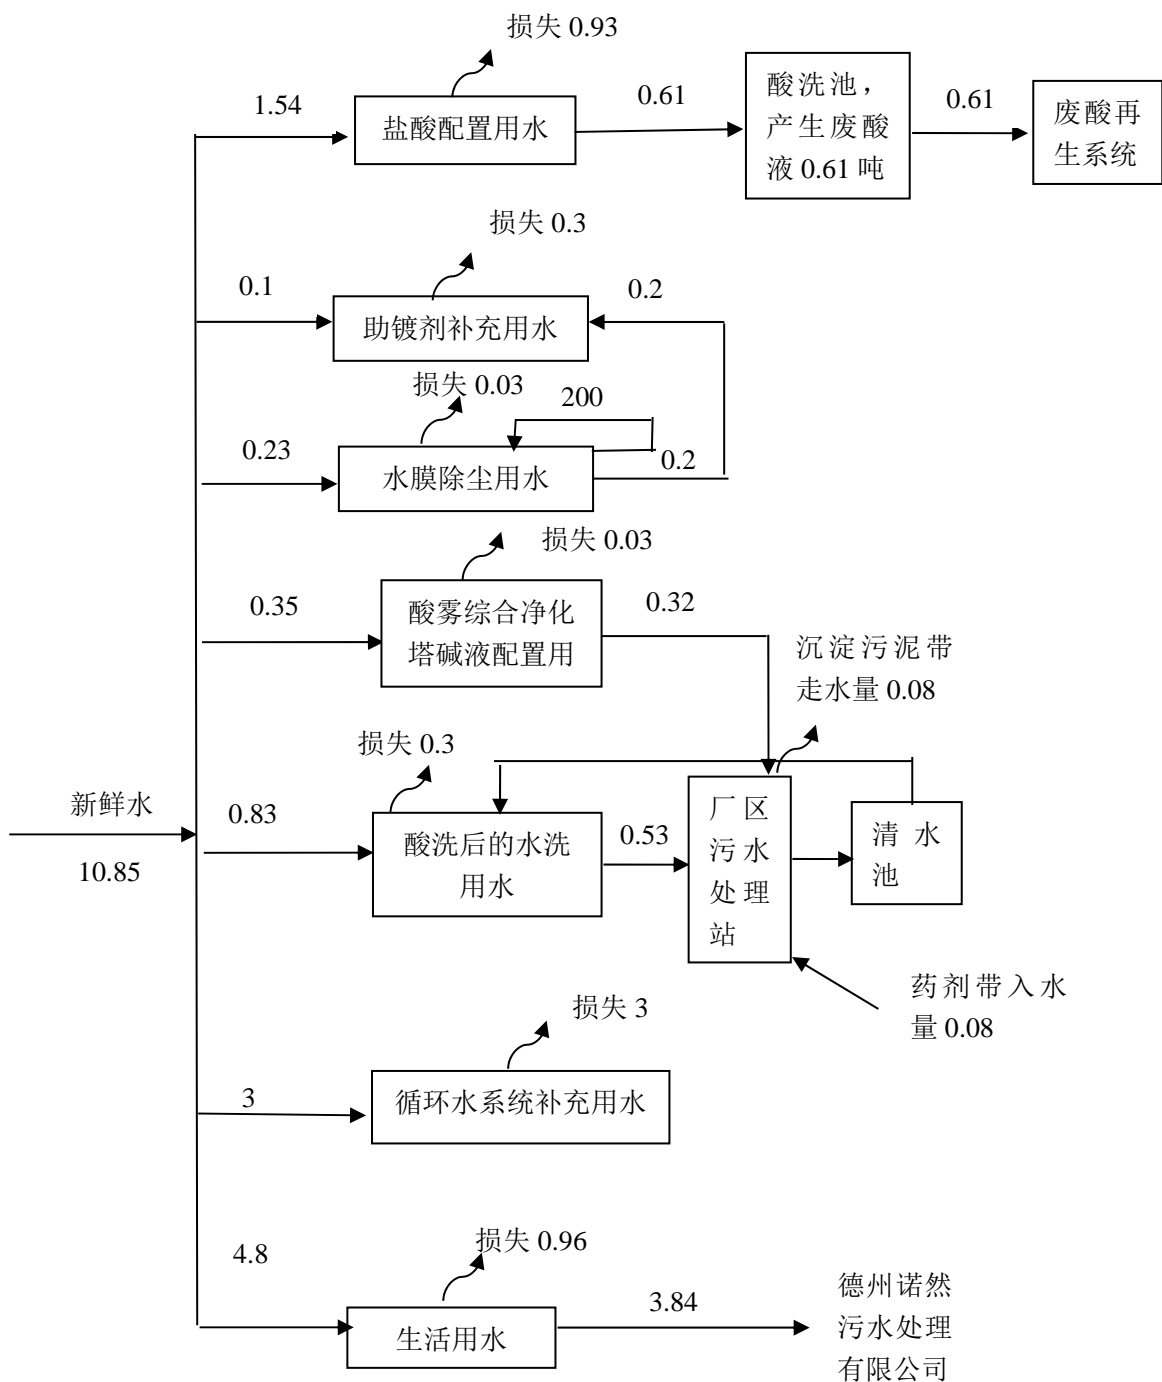 损失 0.93
1.54
盐酸配置用水
0.61
酸洗池，
产生废酸
液 0.61 吨
0.61
废酸再
生系统
损失 0.3
0.1
助镀剂补充用水
0.2
损失 0.03
200
0.23
水膜除尘用水
0.2
损失 0.03
0.35
酸雾综合净化
塔碱液配置用
0.32
沉淀污泥带
走水量 0.08
损失 0.3
新鲜水
10.85
0.83
酸洗后的水洗
用水
0.53
厂区
污水
处理
站
清水
池
药剂带入水
量 0.08
损失 3
3
循环水系统补充用水
损失 0.96
4.8
生活用水
3.84
德州诺然
污水处理
有限公司